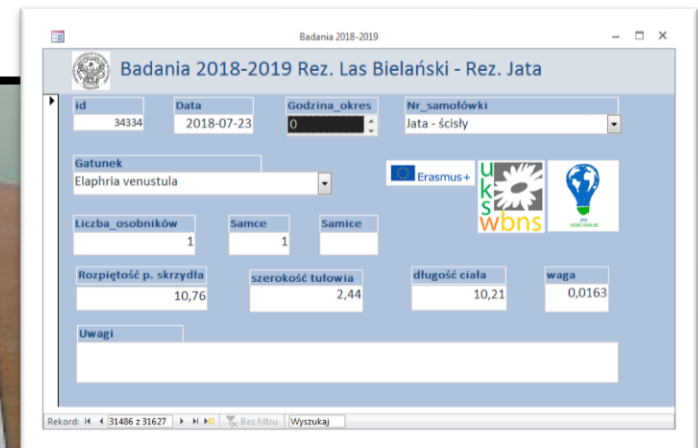 Badania 2018-2019
Badania 2018-2019 Rez. Las Bielański - Rez. Jata
id Data Godzina_okres Nr_samołówki
34334 2018-07-23 0 Jata - ścisły
Gatunek
Elaphria venustula
Erasmus+
uks
wbns
Liczba_osobników Samce Samice
1 1
Rozpiętość p. skrzydła szerokość tułowia długość ciała waga
10,76 2,44 10,21 0,0163
Uwagi
Rekord: 31486 z 31627 Bez filtru Wyszukaj